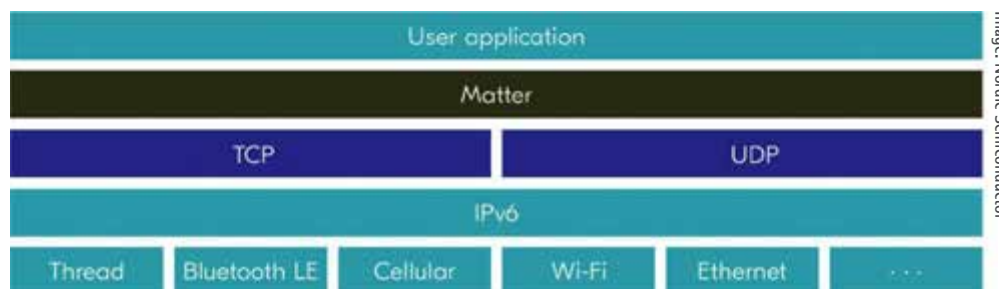 User application
Matter
TCP UDP
IPv6
Thread Bluetooth LE Cellular Wi-Fi Ethernet ...
Image: Nordic Semiconductor